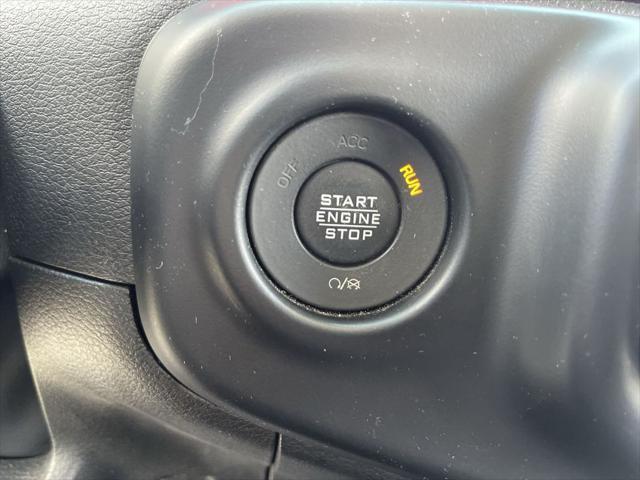 OFF
ACC
RUN
START
ENGINE
STOP